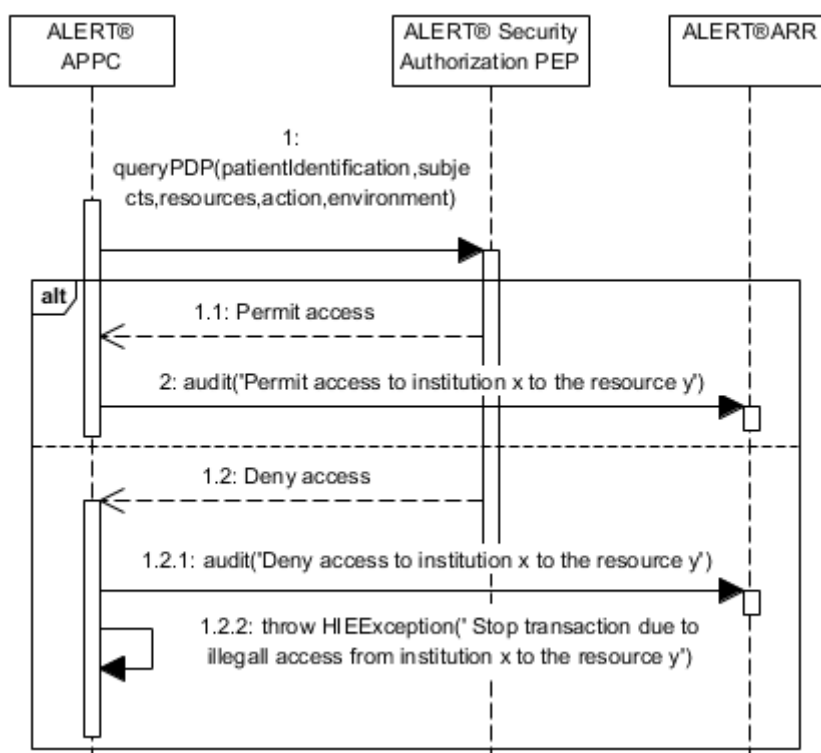 ALERT®
APPC
ALERT® Security
Authorization PEP
ALERT®ARR
1:
queryPDP(patientIdentification,subje
cts,resources,action,environment)
alt
1.1: Permit access
2: audit("Permit access to institution x to the resource y")
1.2: Deny access
1.2.1: audit("Deny access to institution x to the resource y")
1.2.2: throw HIEException(" Stop transaction due to
illegall access from institution x to the resource y")